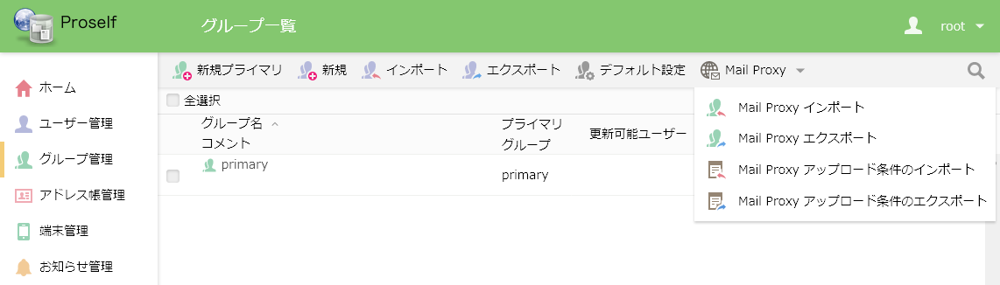 Proself
グループ一覧
root
新規プライマリ
新規
インポート
エクスポート
デフォルト設定
Mail Proxy
ホーム
ユーザー管理
グループ管理
アドレス帳管理
端末管理
お知らせ管理
全選択
グループ名
コメント
プライマリ
グループ
更新可能ユーザー
primary
primary
Mail Proxy インポート
Mail Proxy エクスポート
Mail Proxy アップロード条件のインポート
Mail Proxy アップロード条件のエクスポート